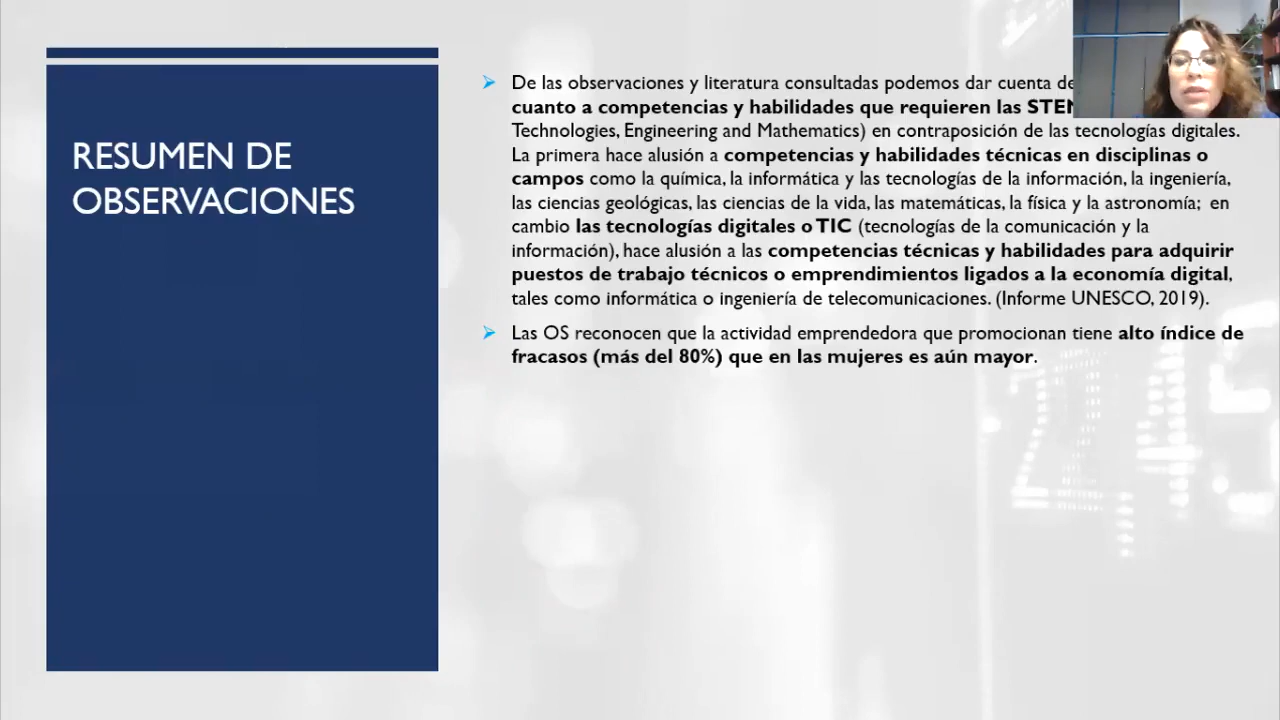 RESUMEN DE
OBSERVACIONES
De las observaciones y literatura consultadas podemos dar cuenta de
cuanto a competencias y habilidades que requieren las STEM
Technologies, Engineering and Mathematics) en contraposición de las tecnologías digitales.
La primera hace alusión a competencias y habilidades técnicas en disciplinas o
campos como la química, la informática y las tecnologías de la información, la ingeniería,
las ciencias geológicas, las ciencias de la vida, las matemáticas, la física y la astronomía; en
cambio las tecnologías digitales o TIC (tecnologías de la comunicación y la
información), hace alusión a las competencias técnicas y habilidades para adquirir
puestos de trabajo técnicos o emprendimientos ligados a la economía digital,
tales como informática o ingeniería de telecomunicaciones. (Informe UNESCO, 2019).
Las OS reconocen que la actividad emprendedora que promocionan tiene alto índice de
fracasos (más del 80%) que en las mujeres es aún mayor.